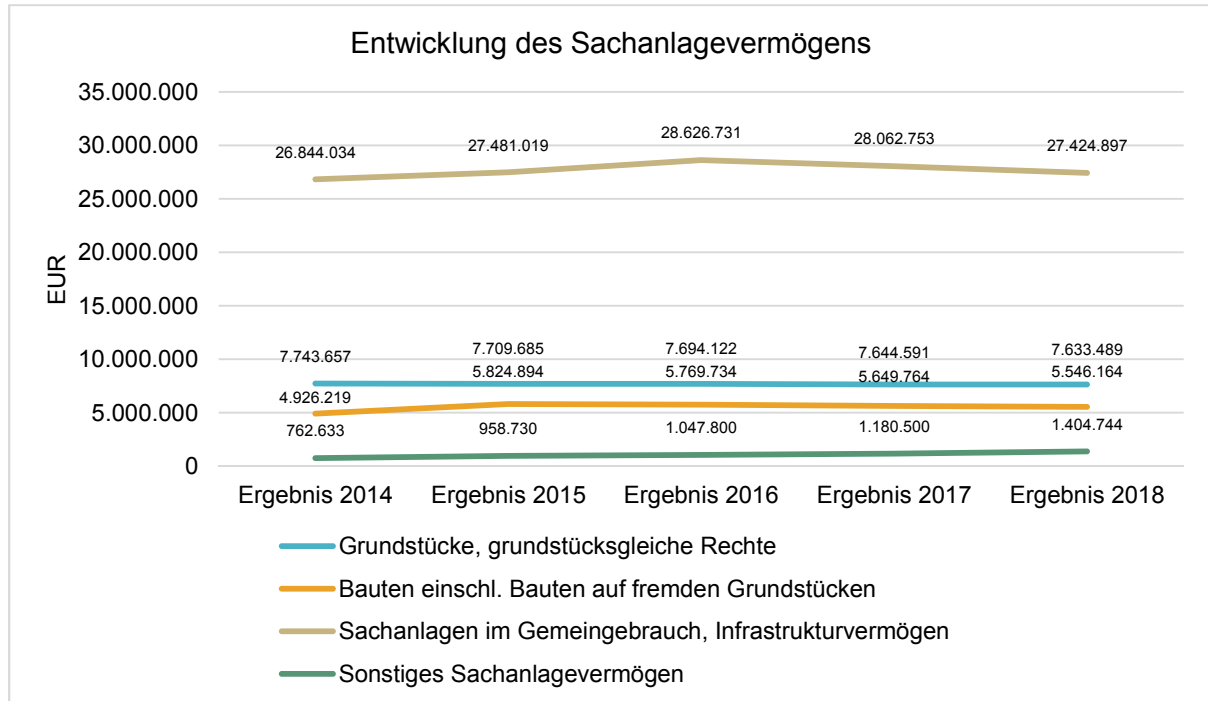 Entwicklung des Sachanlagevermögens
35.000.000
30.000.000
25.000.000
20.000.000
15.000.000
10.000.000
5.000.000
0
EUR
26.844.034 27.481.019 28.626.731 28.062.753 27.424.897
7.743.657 7.709.685 7.694.122 7.644.591 7.633.489
4.926.219 5.824.894 5.769.734 5.649.764 5.546.164
762.633 958.730 1.047.800 1.180.500 1.404.744
Ergebnis 2014 Ergebnis 2015 Ergebnis 2016 Ergebnis 2017 Ergebnis 2018
Grundstücke, grundstücksgleiche Rechte
Bauten einschl. Bauten auf fremden Grundstücken
Sachanlagen im Gemeingebrauch, Infrastrukturvermögen
Sonstiges Sachanlagevermögen